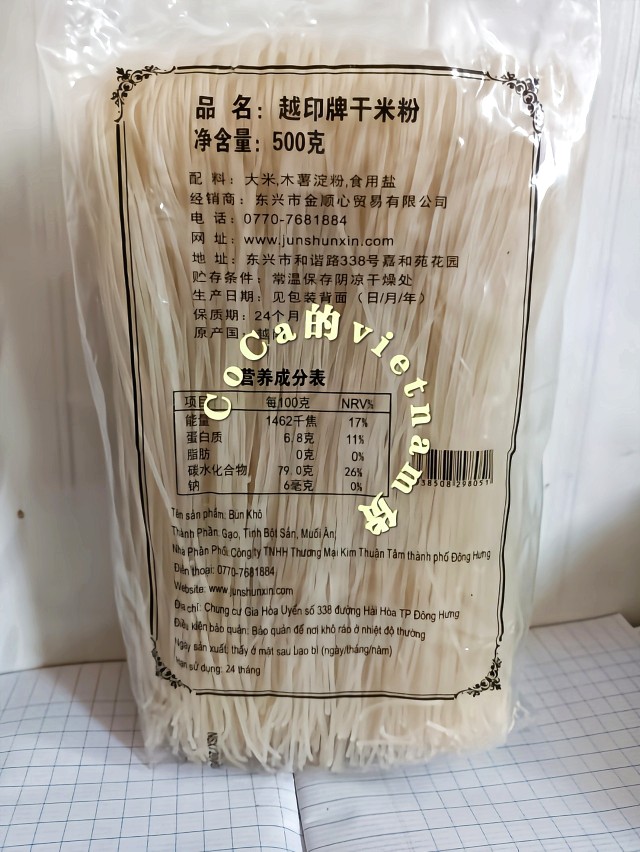 品 名: 越印牌干米粉
净含量: 500克
配 料: 大米,木薯淀粉,食用盐
经销商: 东兴市金顺心贸易有限公司
电 话: 0770-7681884
网 址: www.junshunxin.com
地 址: 东兴市和谐路338号嘉和苑花园
贮存条件: 常温保存阴凉干燥处
生产日期: 见包装背面 (日/月/年)
保质期: 24个月
原产国: 越
CoCa的vietnam货
营养成分表
项目 每100克 NRV%
能量 1462千焦 17%
蛋白质 6.8克 11%
脂肪 0克 0%
碳水化合物 79.0克 26%
钠 6毫克 0%
38508 298051
Tên sản phẩm: Bún Khô
Thành Phần: Gạo, Tinh Bột Sắn, Muối Ăn,
Nhà Phân Phối: Công ty TNHH Thương Mại Kim Thuận Tâm thành phố Đông Hưng
Điện thoại: 0770-7681884
Website: www.junshunxin.com
Địa chỉ: Chung cư Gia Hòa Uyển số 338 đường Hài Hòa TP Đông Hưng
Điều kiện bảo quản: Bảo quản để nơi khô ráo ở nhiệt độ thường
Ngày sản xuất: thấy ở mặt sau bao bì (ngày/tháng/năm)
Hạn sử dụng: 24 tháng